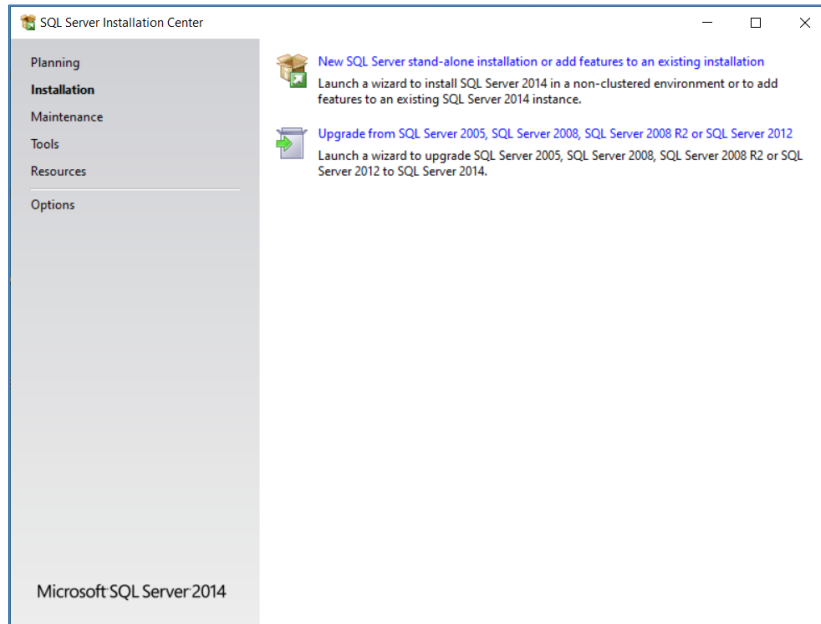 SQL Server Installation Center
Planning
Installation
Maintenance
Tools
Resources
Options
New SQL Server stand-alone installation or add features to an existing installation
Launch a wizard to install SQL Server 2014 in a non-clustered environment or to add
features to an existing SQL Server 2014 instance.
Upgrade from SQL Server 2005, SQL Server 2008, SQL Server 2008 R2 or SQL Server 2012
Launch a wizard to upgrade SQL Server 2005, SQL Server 2008, SQL Server 2008 R2 or SQL
Server 2012 to SQL Server 2014.
Microsoft SQL Server 2014